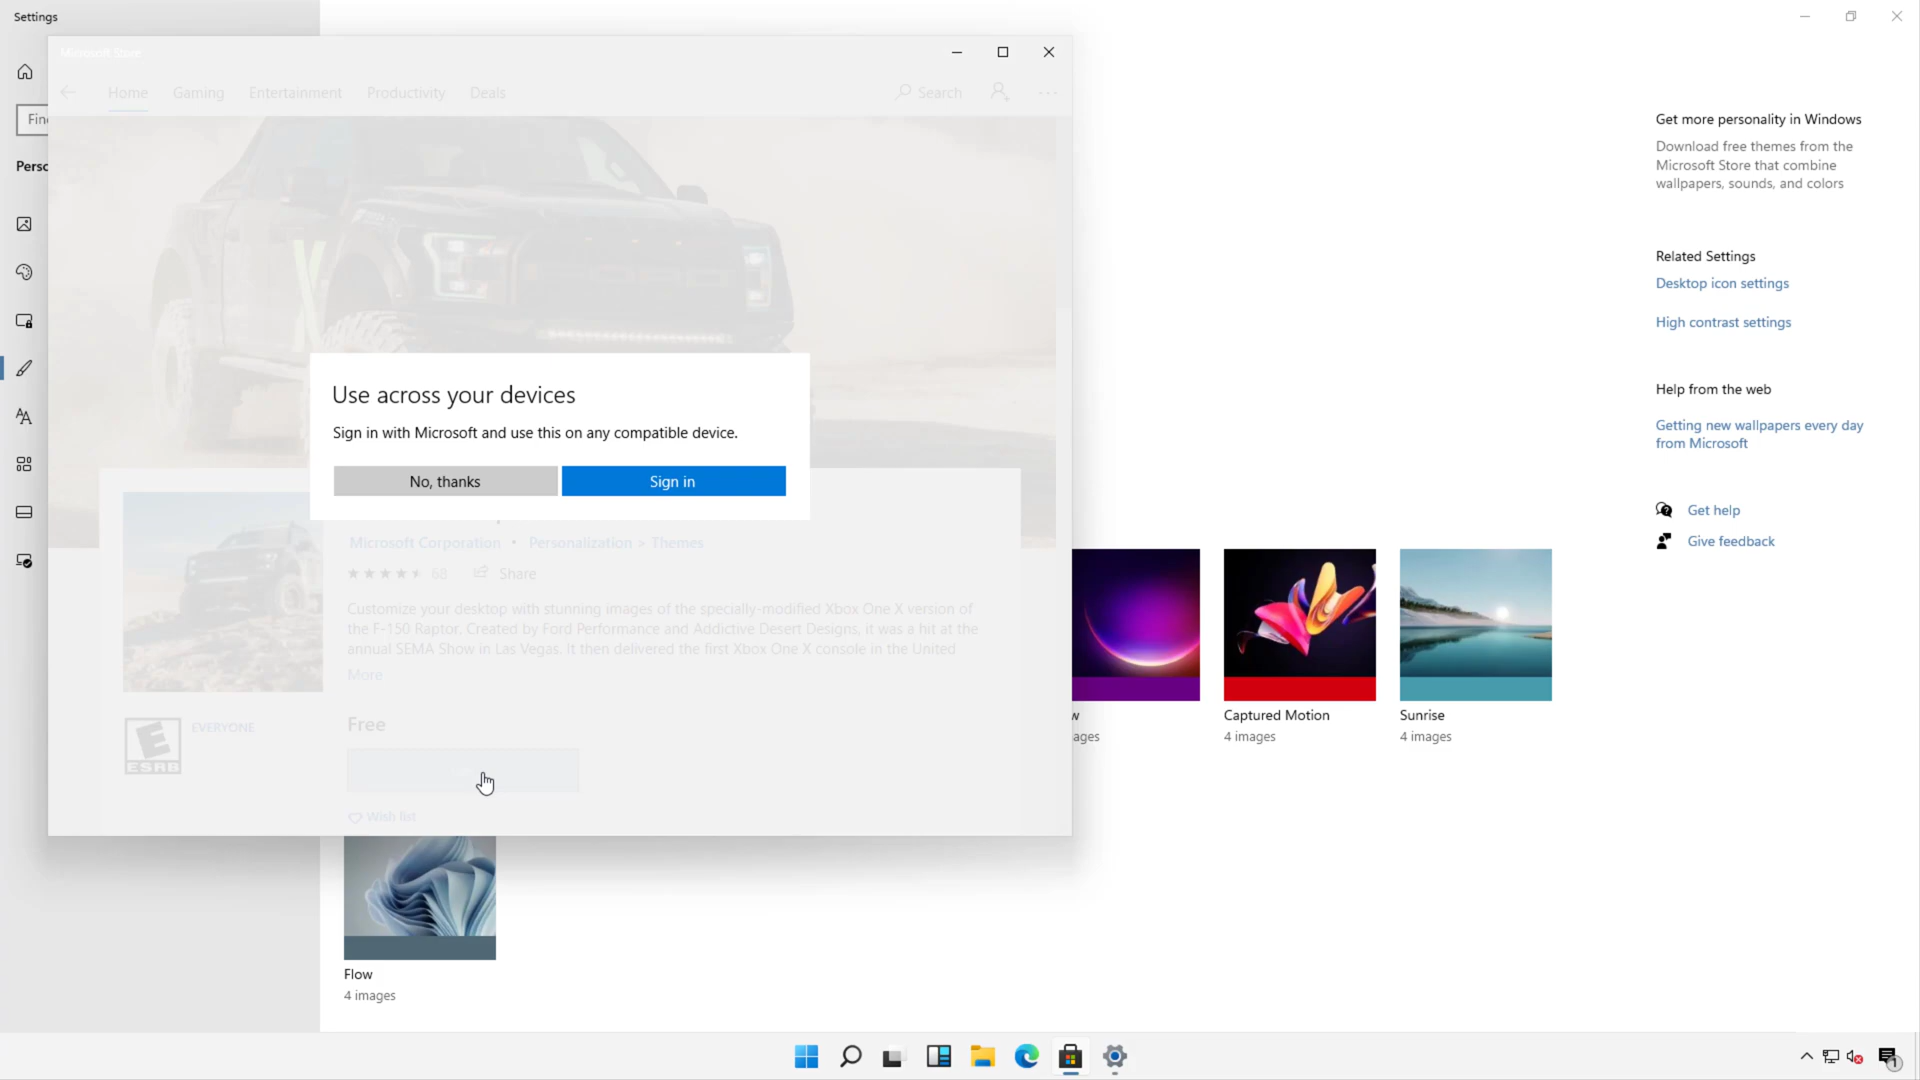 Settings
Microsoft Store
Home
Gaming
Entertainment
Productivity
Deals
Search
Use across your devices
Sign in with Microsoft and use this on any compatible device.
No, thanks
Sign in
Microsoft Corporation • Personalization > Themes
68
Share
Customize your desktop with stunning images of the specially-modified Xbox One X version of
the F-150 Raptor. Created by Ford Performance and Addictive Desert Designs, it was a hit at the
annual SEMA Show in Las Vegas. It then delivered the first Xbox One X console in the United
More
E
ESRB
EVERYONE
Free
Wish list
Get more personality in Windows
Download free themes from the
Microsoft Store that combine
wallpapers, sounds, and colors
Related Settings
Desktop icon settings
High contrast settings
Help from the web
Getting new wallpapers every day
from Microsoft
Get help
Give feedback
Captured Motion
4 images
Sunrise
4 images
Flow
4 images
1